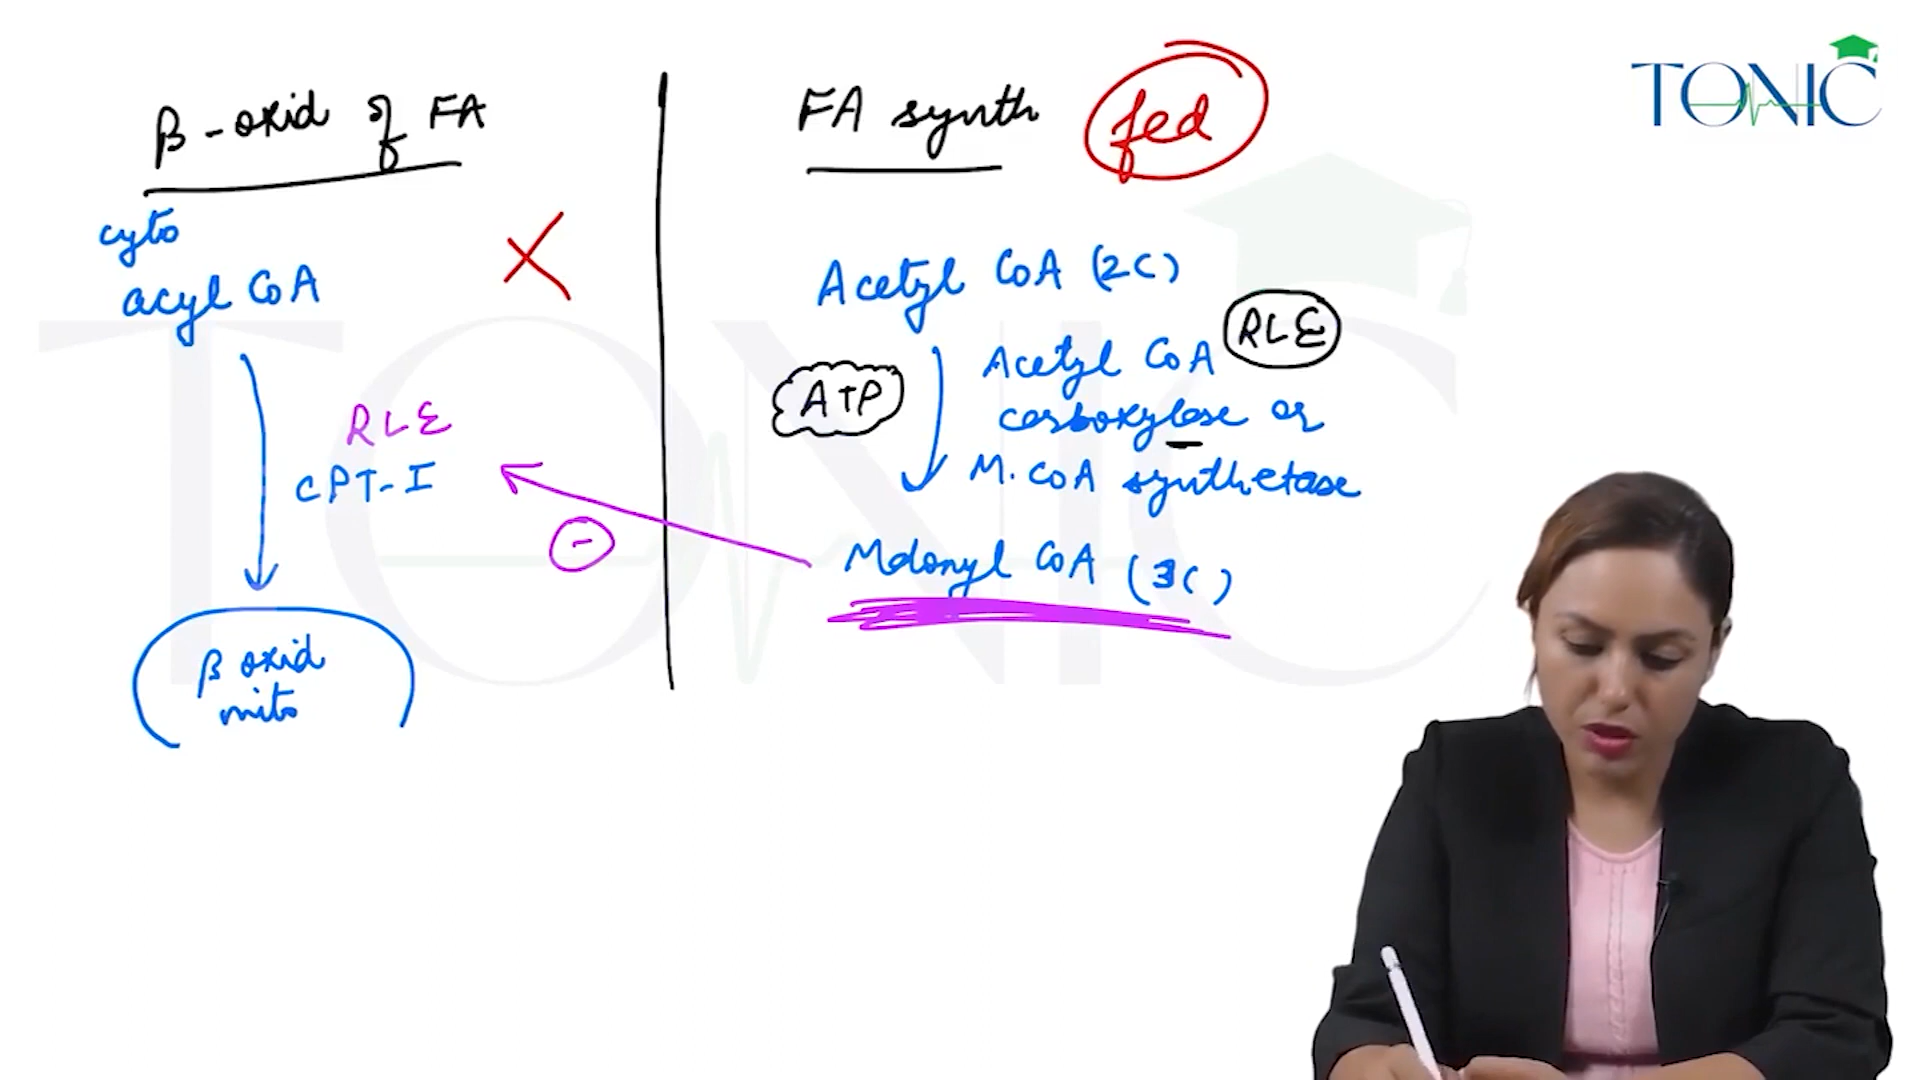 TONIC
β-oxid of FA
cyto
acyl CoA
RLE
CPT-I
β oxid
mito
FA synth
fed
Acetyl CoA (2C)
ATP
Acetyl CoA
RLE
carboxylase or
M. CoA synthetase
-
Malonyl CoA (3C)
TONIC